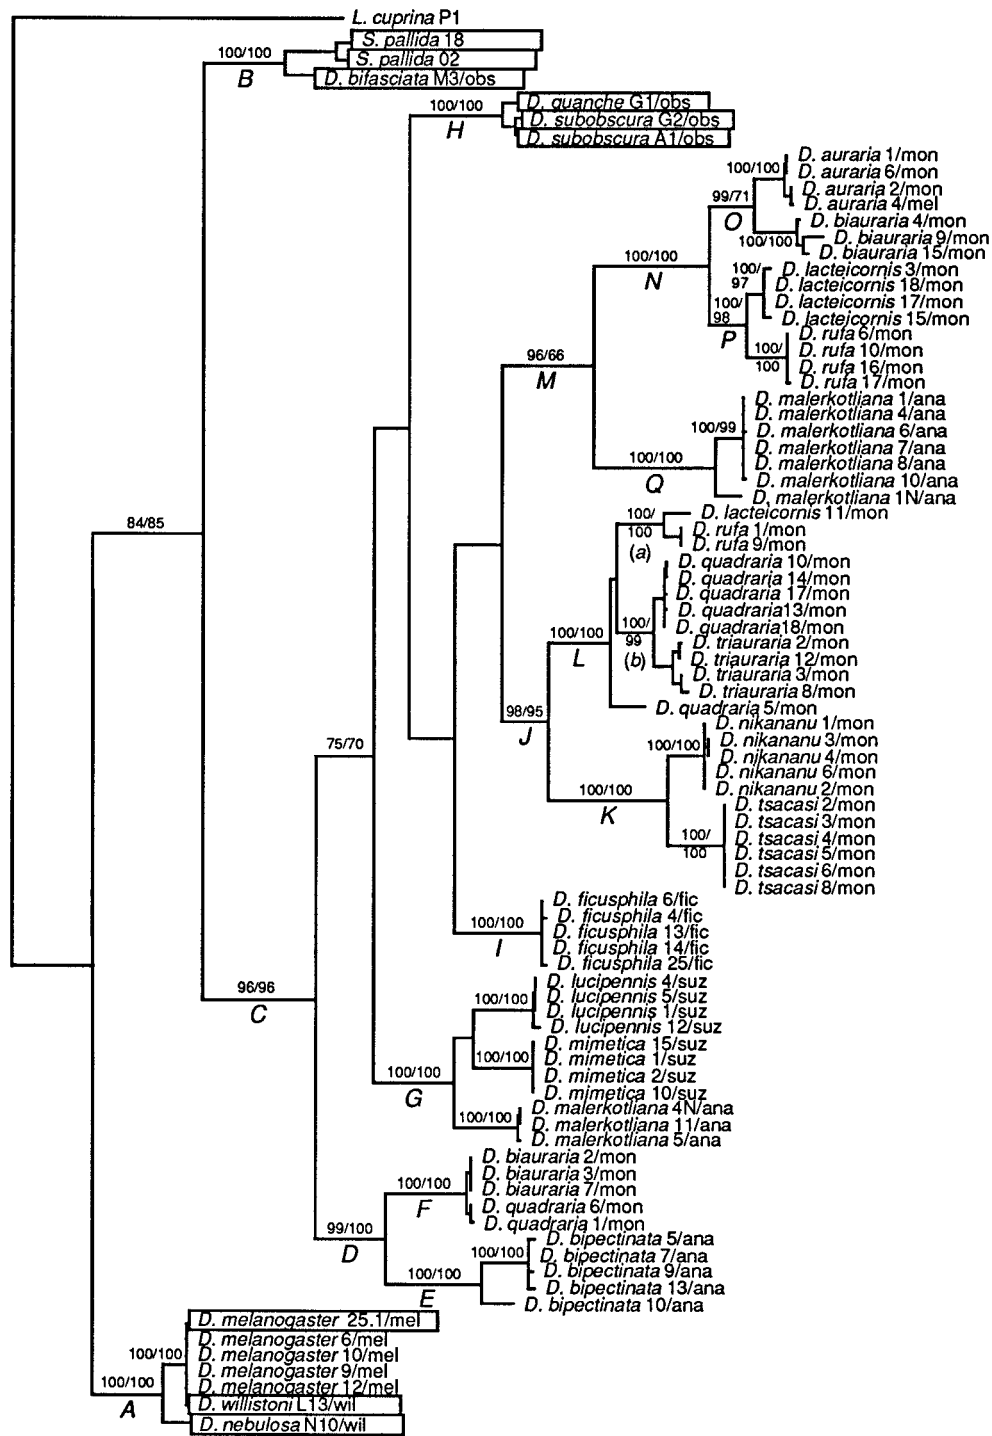 L. cuprina P1
S. pallida 18
100/100
S. pallida 02
B
D. bifasciata M3/obs
D. guanche G1/obs
100/100
D. subobscura G2/obs
H
D. subobscura A1/obs
D. auraria 1/mon
100/100
D. auraria 6/mon
D. auraria 2/mon
99/71
D. auraria 4/mel
O
D. biauraria 4/mon
100/100
D. biauraria 9/mon
D. biauraria 15/mon
100/100
N
100/
97
D. lacteicornis 3/mon
D. lacteicornis 18/mon
100/
98
D. lacteicornis 17/mon
D. lacteicornis 15/mon
P
D. rufa 6/mon
100/
100
D. rufa 10/mon
D. rufa 16/mon
D. rufa 17/mon
96/66
M
D. malerkotliana 1/ana
D. malerkotliana 4/ana
100/99
D. malerkotliana 6/ana
D. malerkotliana 7/ana
100/100
D. malerkotliana 8/ana
Q
D. malerkotliana 10/ana
D. malerkotliana 1N/ana
100/
100
(a)
D. lacteicornis 11/mon
D. rufa 1/mon
D. rufa 9/mon
84/85
D. quadraria 10/mon
D. quadraria 14/mon
D. quadraria 17/mon
D. quadraria13/mon
100/
99
(b)
D. quadraria18/mon
100/100
L
D. triauraria 2/mon
D. triauraria 12/mon
D. triauraria 3/mon
D. triauraria 8/mon
D. quadraria 5/mon
98/95
J
D. nikananu 1/mon
100/100
D. nikananu 3/mon
75/70
D. nikananu 4/mon
D. nikananu 6/mon
D. nikananu 2/mon
100/100
K
D. tsacasi 2/mon
D. tsacasi 3/mon
100/
100
D. tsacasi 4/mon
D. tsacasi 5/mon
D. tsacasi 6/mon
D. tsacasi 8/mon
D. ficusphila 6/fic
D. ficusphila 4/fic
100/100
D. ficusphila 13/fic
I
D. ficusphila 14/fic
D. ficusphila 25/fic
96/96
C
D. lucipennis 4/suz
100/100
D. lucipennis 5/suz
D. lucipennis 1/suz
D. lucipennis 12/suz
D. mimetica 15/suz
100/100
D. mimetica 1/suz
100/100
D. mimetica 2/suz
G
D. mimetica 10/suz
D. malerkotliana 4N/ana
100/100
D. malerkotliana 11/ana
D. malerkotliana 5/ana
D. biauraria 2/mon
D. biauraria 3/mon
100/100
D. biauraria 7/mon
F
D. quadraria 6/mon
D. quadraria 1/mon
99/100
D
D. bipectinata 5/ana
100/100
D. bipectinata 7/ana
D. bipectinata 9/ana
100/100
D. bipectinata 13/ana
E
D. bipectinata 10/ana
D. melanogaster 25.1/mel
D. melanogaster 6/mel
100/100
D. melanogaster 10/mel
D. melanogaster 9/mel
100/100
D. melanogaster 12/mel
A
D. willistoni L13/wil
D. nebulosa N10/wil